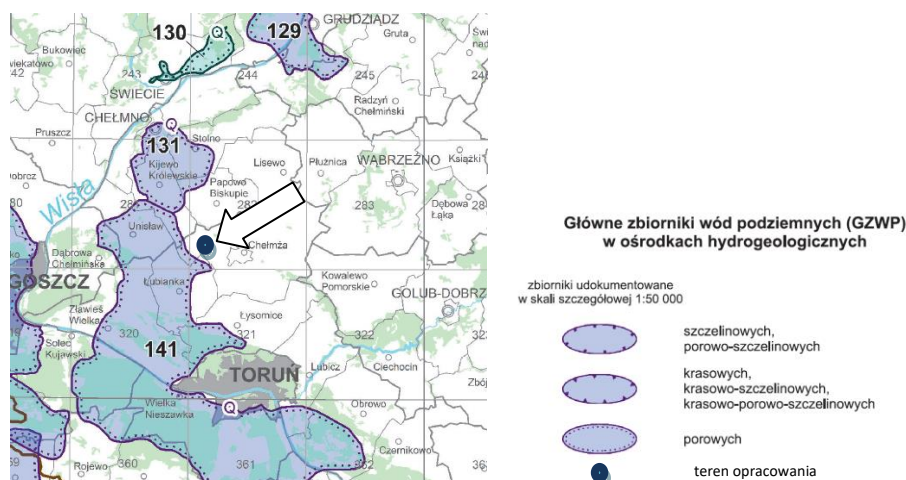 130
Q
129
GRUDZIĄDZ
Gruta
Bukowiec
243
244
245
ŚWIECIE
Radzyń
Chełmiński
CHEŁMNO
Q
Pruszcz
Stolno
131
Lisewo
Płużnica
WĄBRZEŹNO
Książki
Kijewo
Królewskie
Papowo
Biskupie
Wisła
282
283
Dębowa
Łąka
Unisław
Chełmża
Dąbrowa
Chełmińska
GOSZCZ
Kowalewo
Pomorskie
Łubianka
GOLUB-DOBRZ
Zławieś
Wielka
Łysomice
320
321
322
Solec
Kujawski
141
TORUŃ
Lubicz
Ciechocin
Zbój
Wielka
Nieszawka
Q
Obrowo
Czernikowo
Rojewo
360
361
362
Główne zbiorniki wód podziemnych (GZWP)
w ośrodkach hydrogeologicznych
zbiorniki udokumentowane
w skali szczegółowej 1:50 000
szczelinowych,
porowo-szczelinowych
krasowych,
krasowo-szczelinowych,
krasowo-porowo-szczelinowych
porowych
teren opracowania